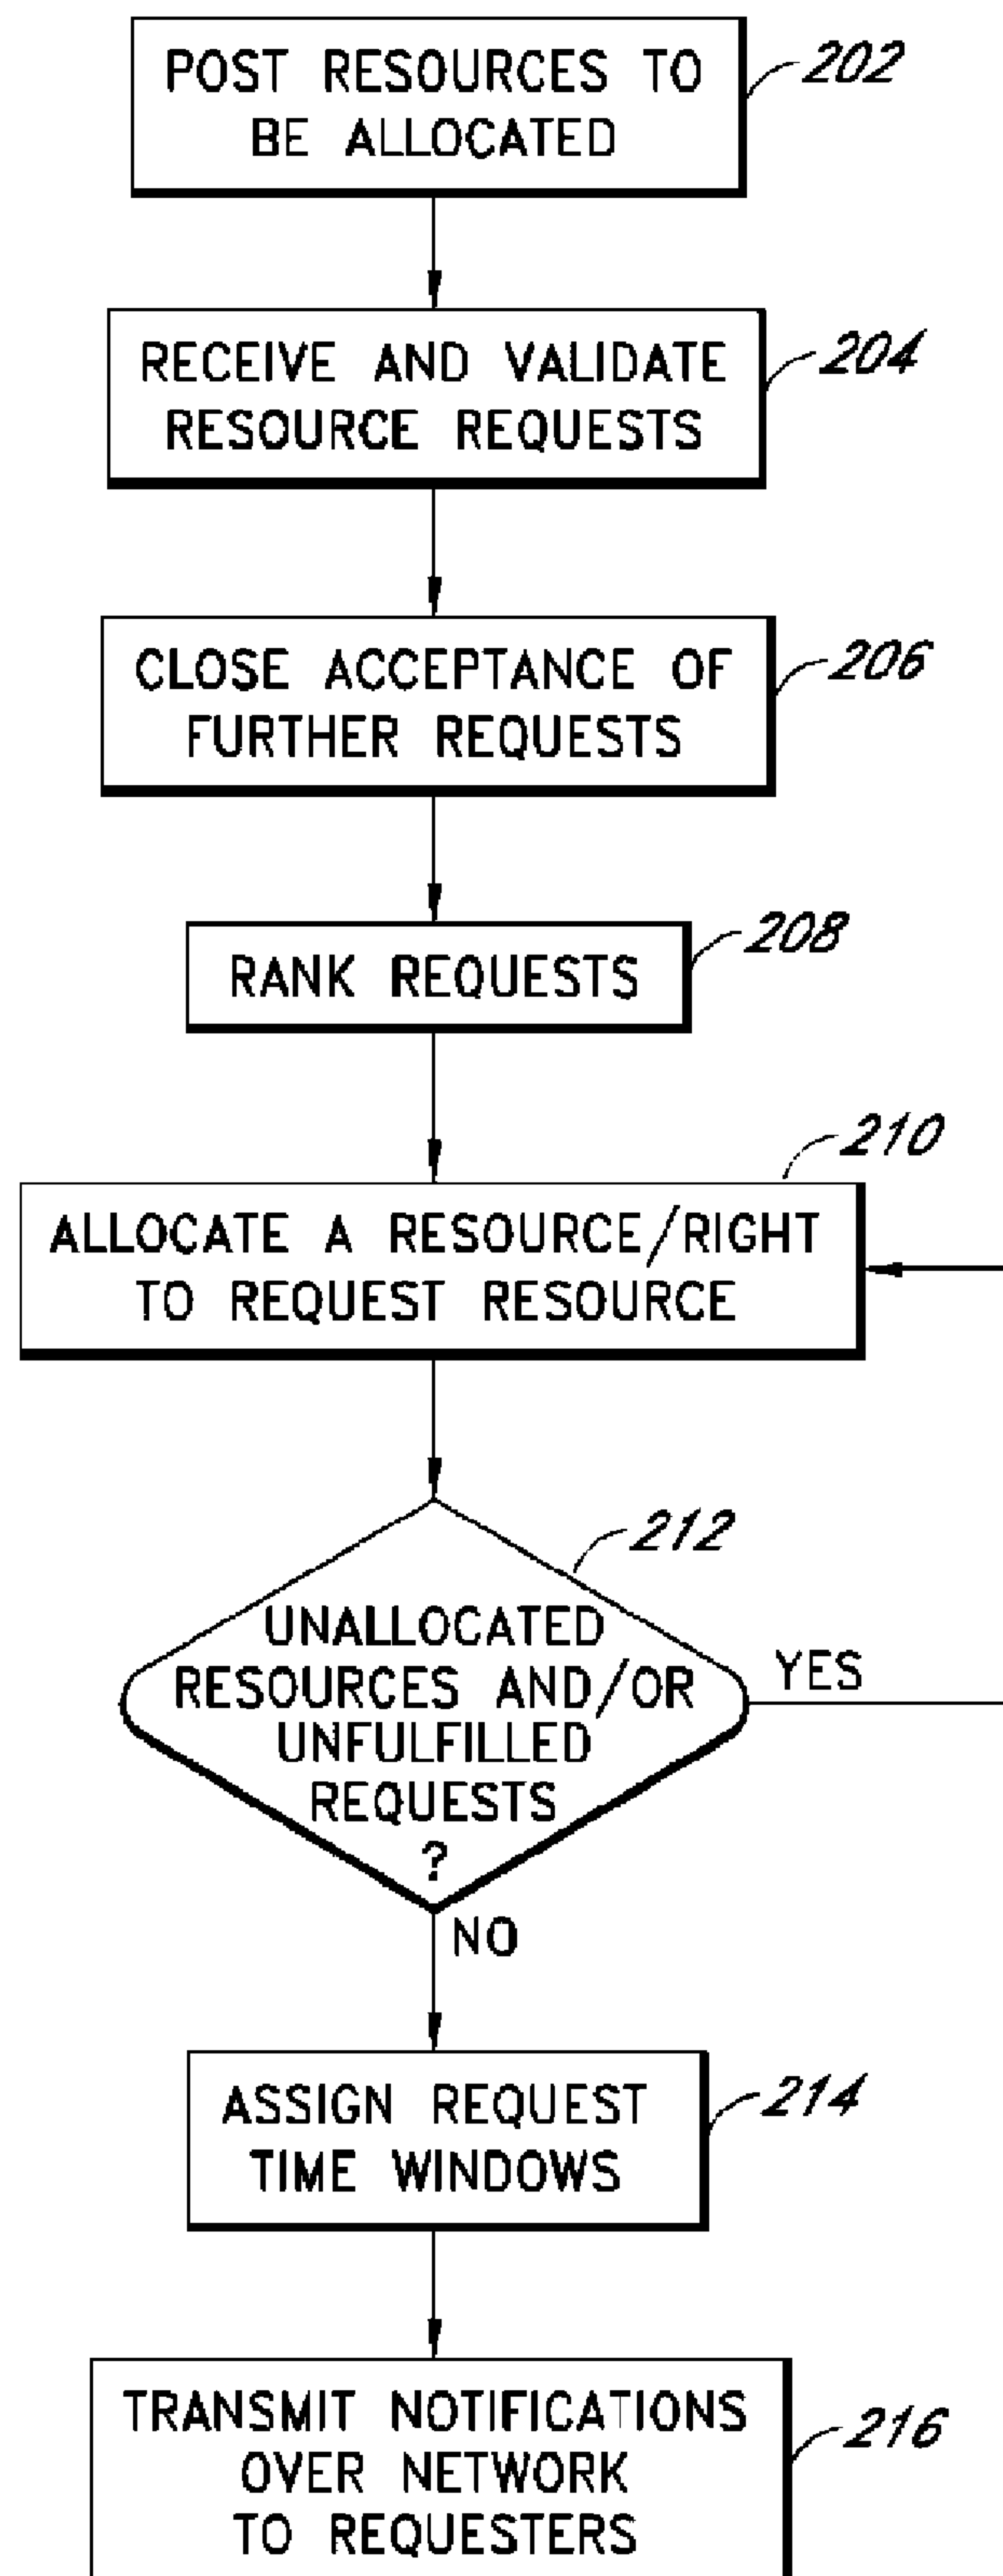 POST RESOURCES TO
BE ALLOCATED
202
RECEIVE AND VALIDATE
RESOURCE REQUESTS
204
CLOSE ACCEPTANCE OF
FURTHER REQUESTS
206
RANK REQUESTS
208
210
ALLOCATE A RESOURCE/RIGHT
TO REQUEST RESOURCE
212
UNALLOCATED
RESOURCES AND/OR
UNFULFILLED
REQUESTS
?
YES
NO
ASSIGN REQUEST
TIME WINDOWS
214
TRANSMIT NOTIFICATIONS
OVER NETWORK
TO REQUESTERS
216